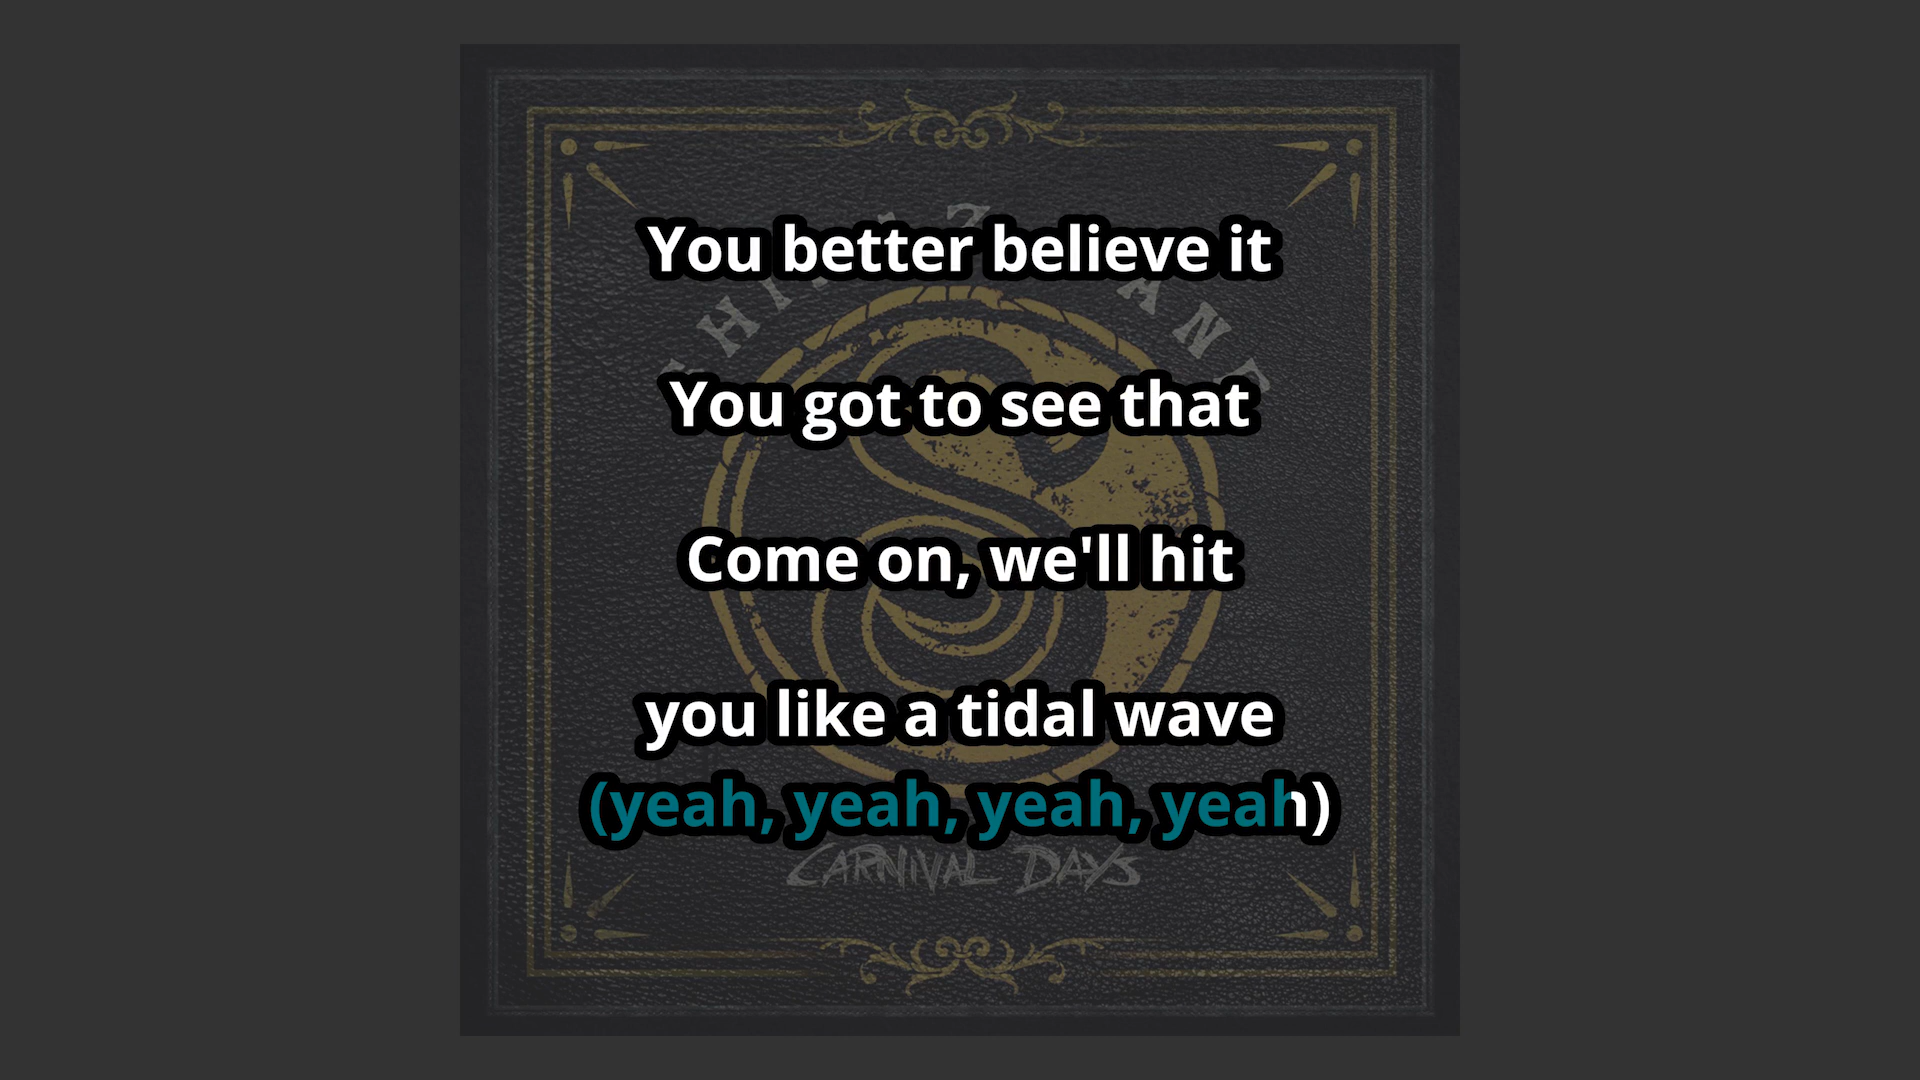 You better believe it
You got to see that
Come on, we'll hit
you like a tidal wave
(yeah, yeah, yeah, yeah)
CARNIVAL DAYS